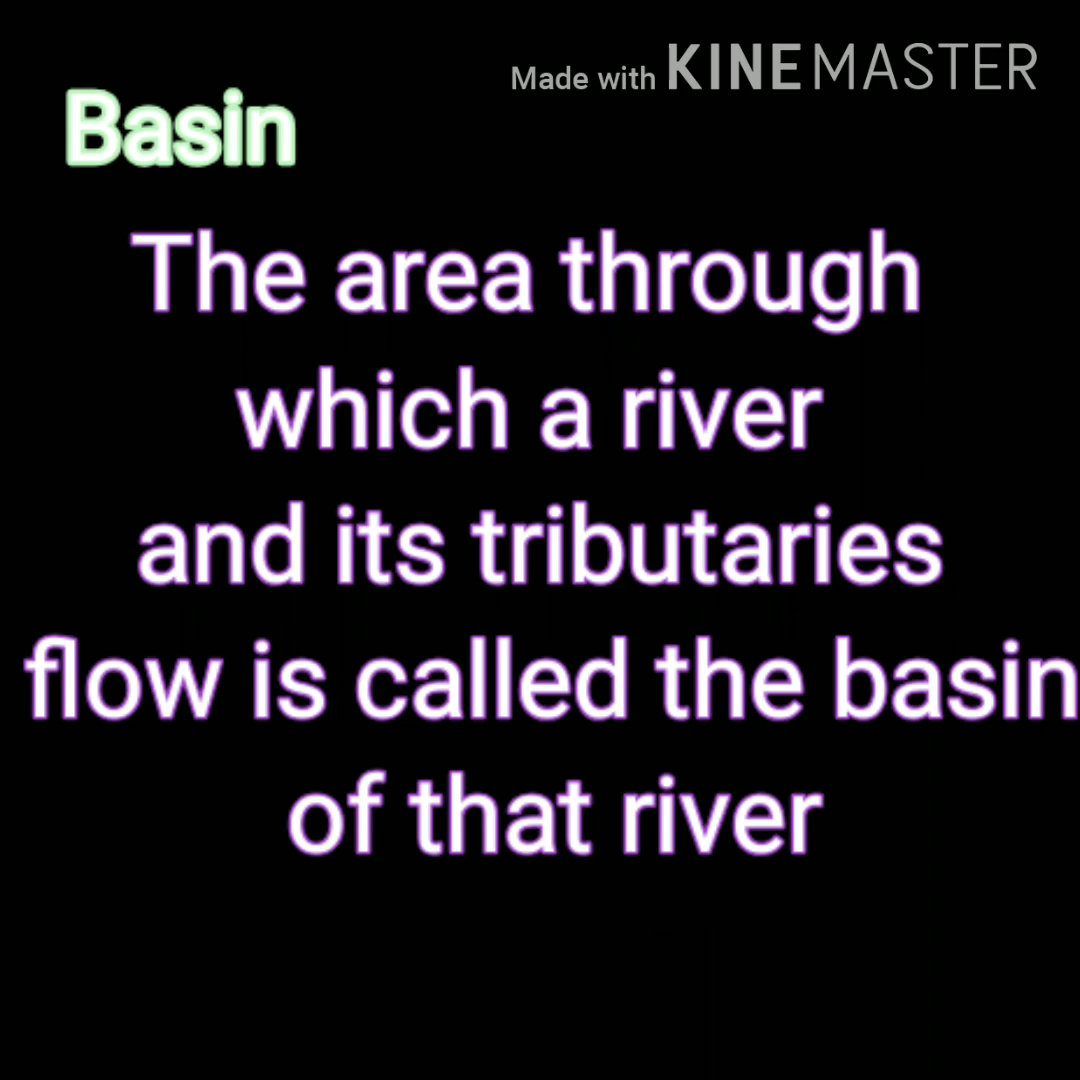 Made with KINEMASTER
Basin
The area through
which a river
and its tributaries
flow is called the basin
of that river